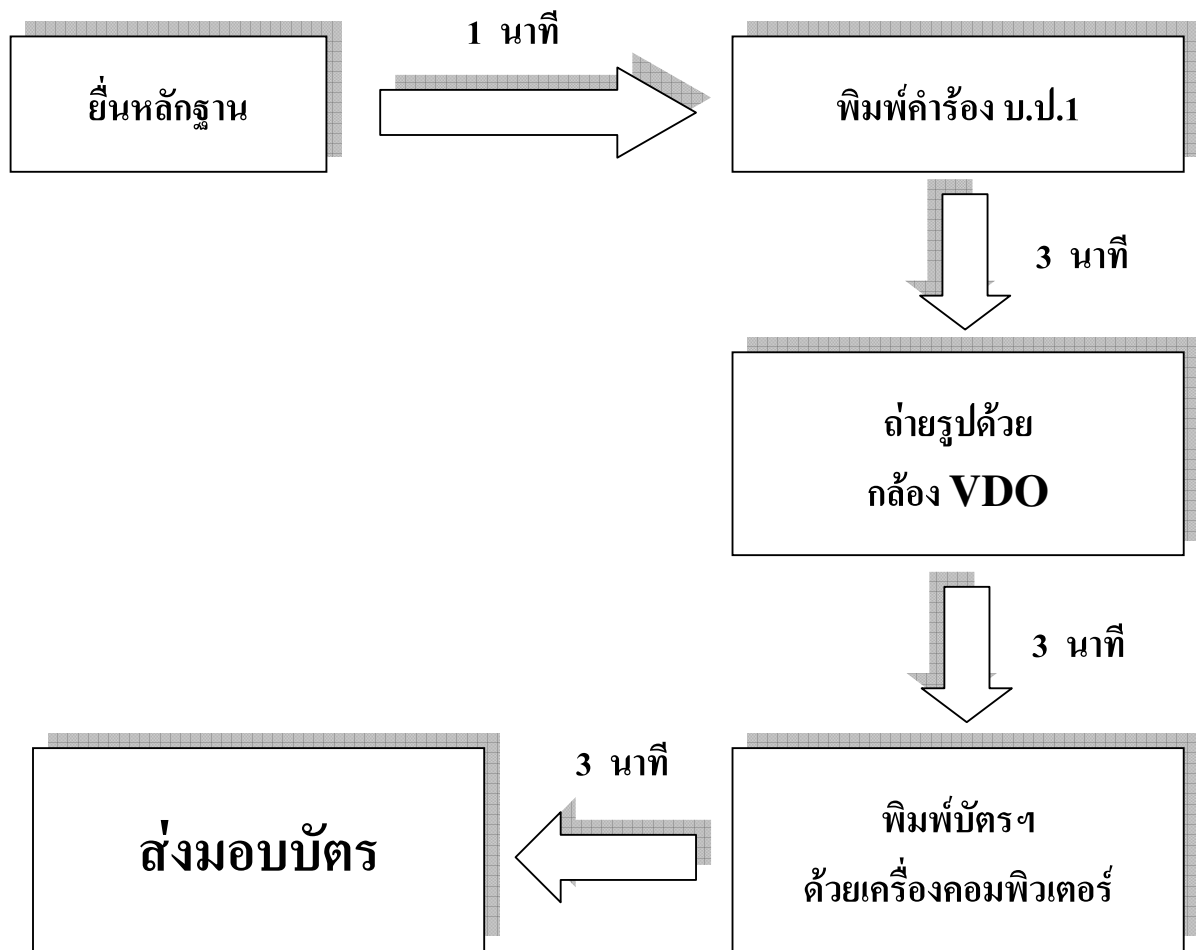 ยื่นหลักฐาน
1 นาที
พิมพ์คำร้อง บ.ป.1
3 นาที
ถ่ายรูปด้วย
กล้อง VDO
3 นาที
พิมพ์บัตรฯ
ด้วยเครื่องคอมพิวเตอร์
3 นาที
ส่งมอบบัตร